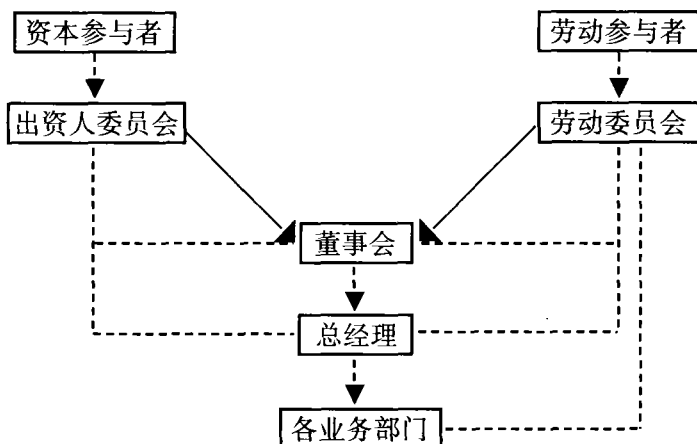 资本参与者
劳动参与者
出资人委员会
劳动委员会
董事会
总经理
各业务部门